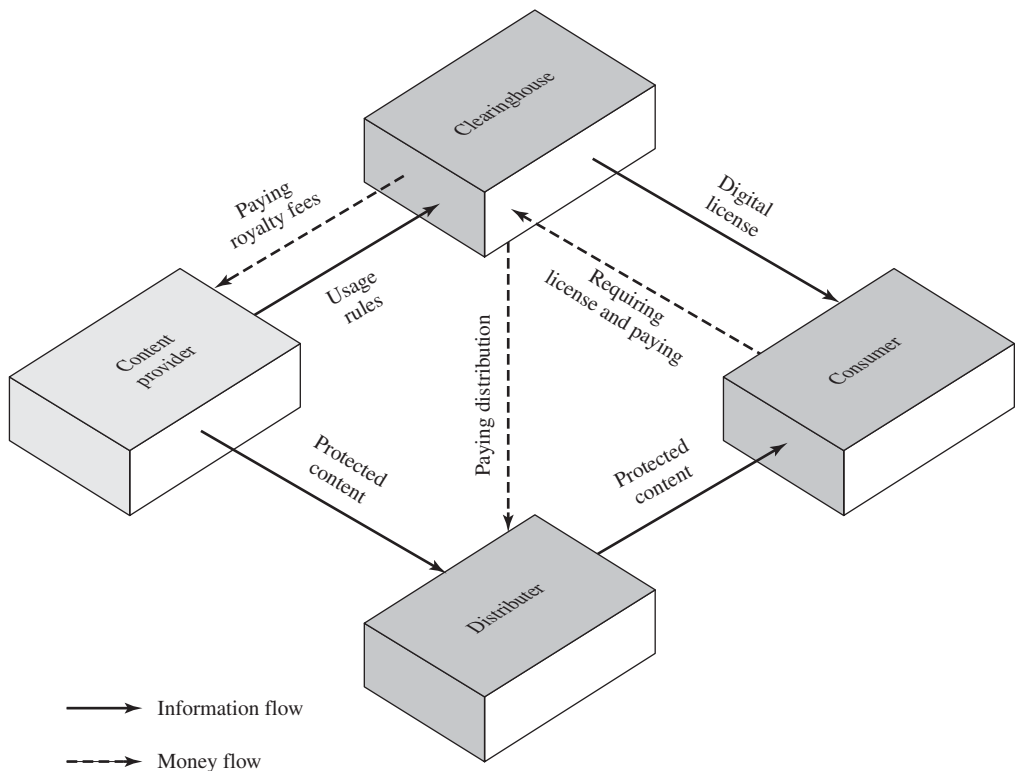 Clearinghouse
Paying
royalty fees
Usage
rules
Digital
license
Requiring
license and paying
Content
provider
Paying distribution
Consumer
Protected
content
Protected
content
Distributer
Information flow
Money flow